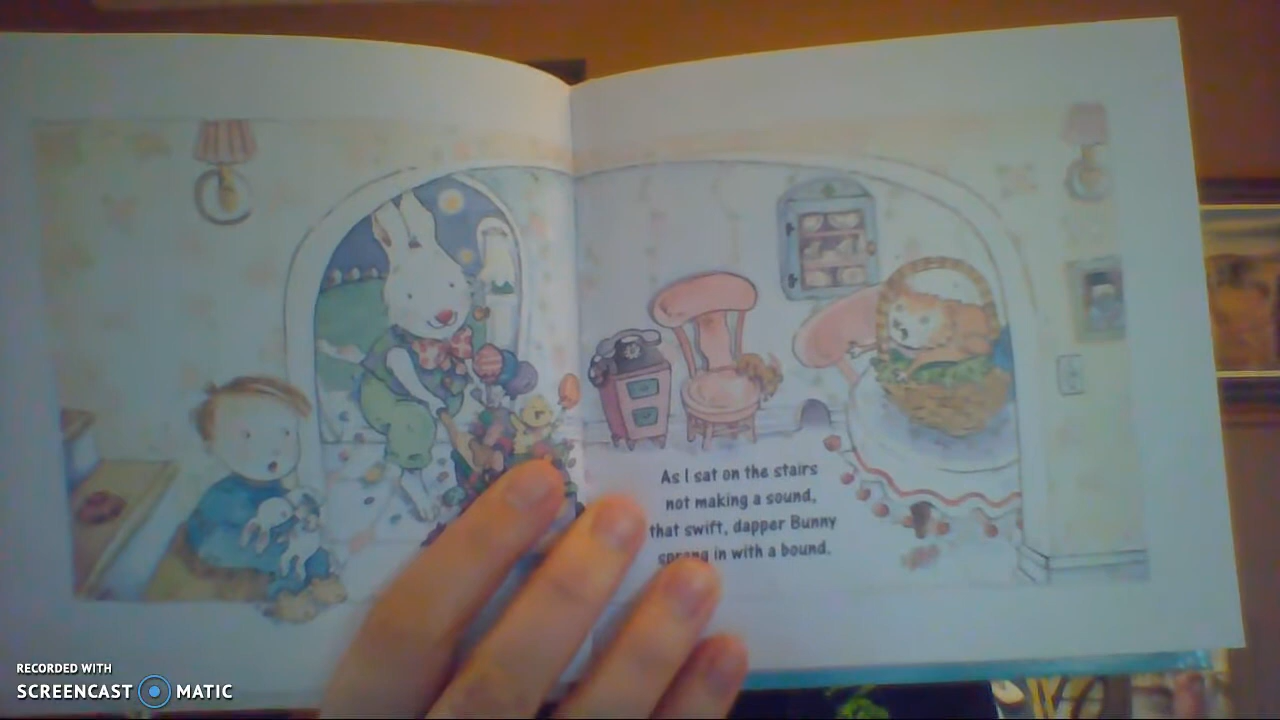 As I sat on the stairs
not making a sound,
that swift, dapper Bunny
sprang in with a bound.
RECORDED WITH
SCREENCAST MATIC